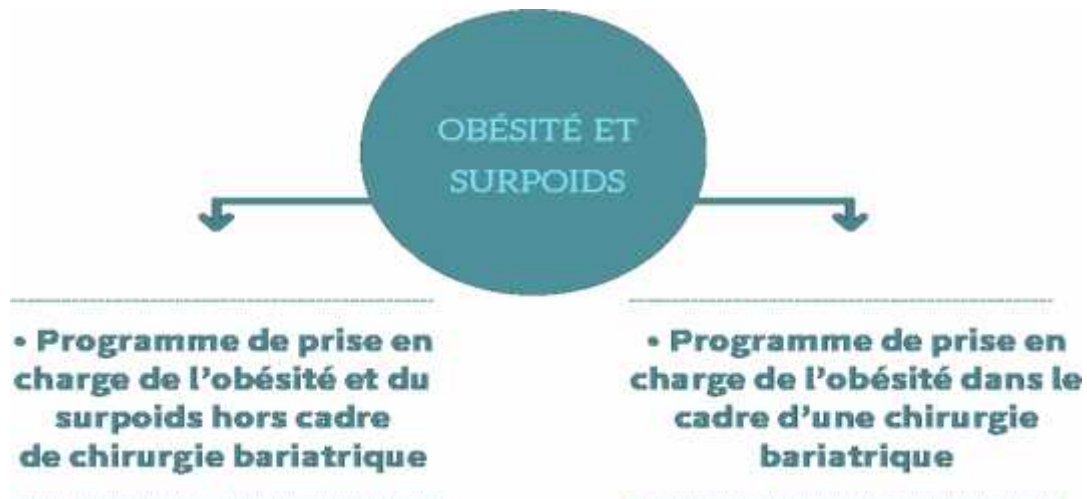 OBÉSITÉ ET
SURPOIDS
• Programme de prise en
charge de l'obésité et du
surpoids hors cadre
de chirurgie bariatrique
• Programme de prise en
charge de l'obésité dans le
cadre d'une chirurgie
bariatrique